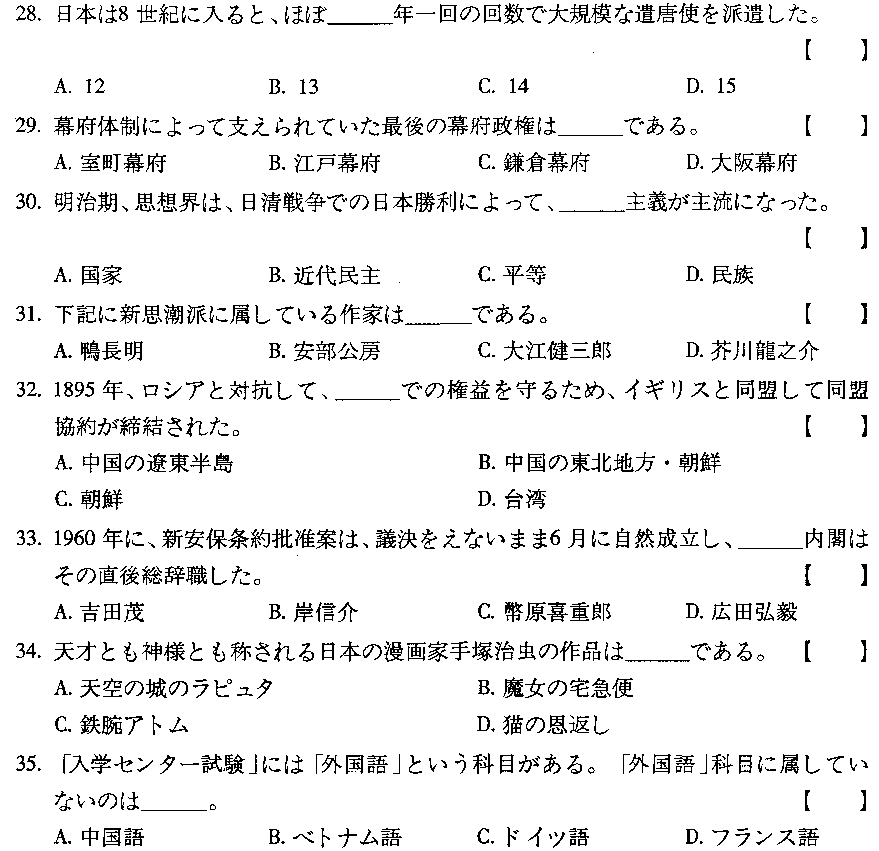 28. 日本は8 世紀に入ると、ほぼ______年一回の回数で大規模な遣唐使を派遣した。
【　　】
A. 12　B. 13　C. 14　D. 15
29. 幕府体制によって支えられていた最後の幕府政権は______である。　【　　】
A. 室町幕府　B. 江戸幕府　C. 鎌倉幕府　D. 大阪幕府
30. 明治期、思想界は、日清戦争での日本勝利によって、______主義が主流になった。
【　　】
A. 国家　B. 近代民主　C. 平等　D. 民族
31. 下記に新思潮派に属している作家は______である。　【　　】
A. 鴨長明　B. 安部公房　C. 大江健三郎　D. 芥川龍之介
32. 1895 年、ロシアと対抗して、______での権益を守るため、イギリスと同盟して同盟
協約が締結された。　【　　】
A. 中国の遼東半島　B. 中国の東北地方・朝鮮
C. 朝鮮　D. 台湾
33. 1960 年に、新安保条約批准案は、議決をえないまま6 月に自然成立し、______内閣は
その直後総辞職した。　【　　】
A. 吉田茂　B. 岸信介　C. 幣原喜重郎　D. 広田弘毅
34. 天才とも神様とも称される日本の漫画家手塚治虫の作品は______である。　【　　】
A. 天空の城のラピュタ　B. 魔女の宅急便
C. 鉄腕アトム　D. 猫の恩返し
35. 「入学センター試験」には「外国語」という科目がある。「外国語」科目に属してい
ないのは______。　【　　】
A. 中国語　B. ベトナム語　C. ドイツ語　D. フランス語